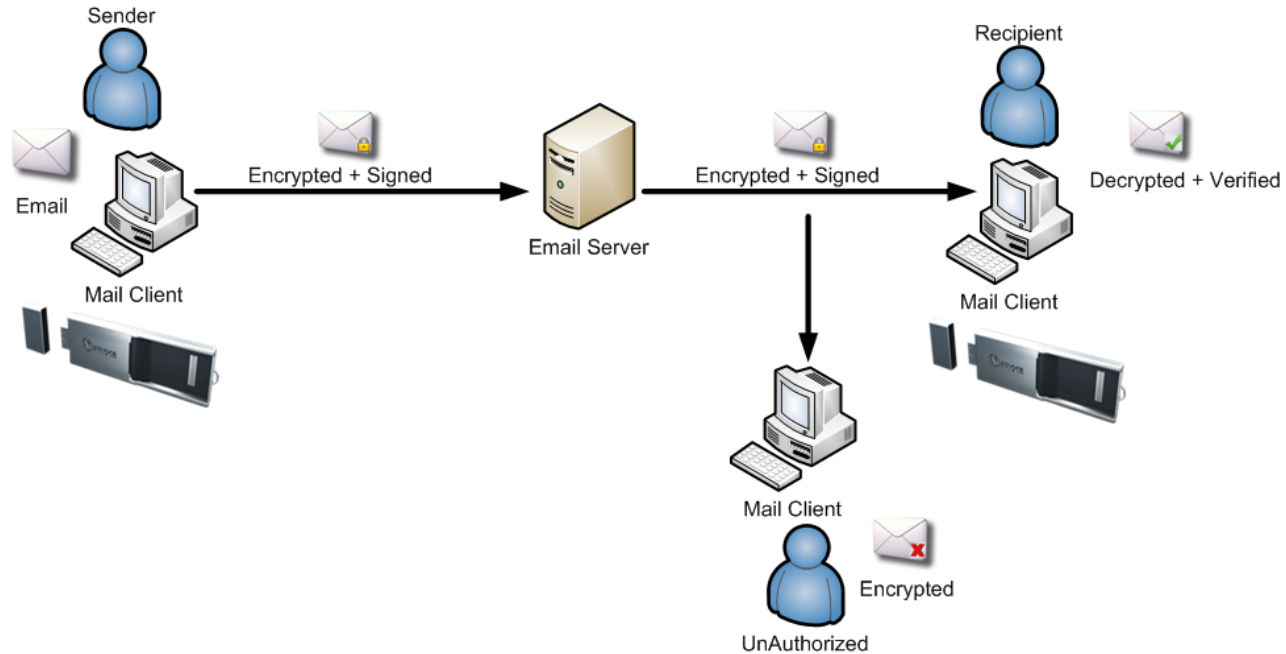 Sender
Recipient
Encrypted + Signed
Encrypted + Signed
Decrypted + Verified
Email
Email Server
Mail Client
Mail Client
Mail Client
Encrypted
UnAuthorized